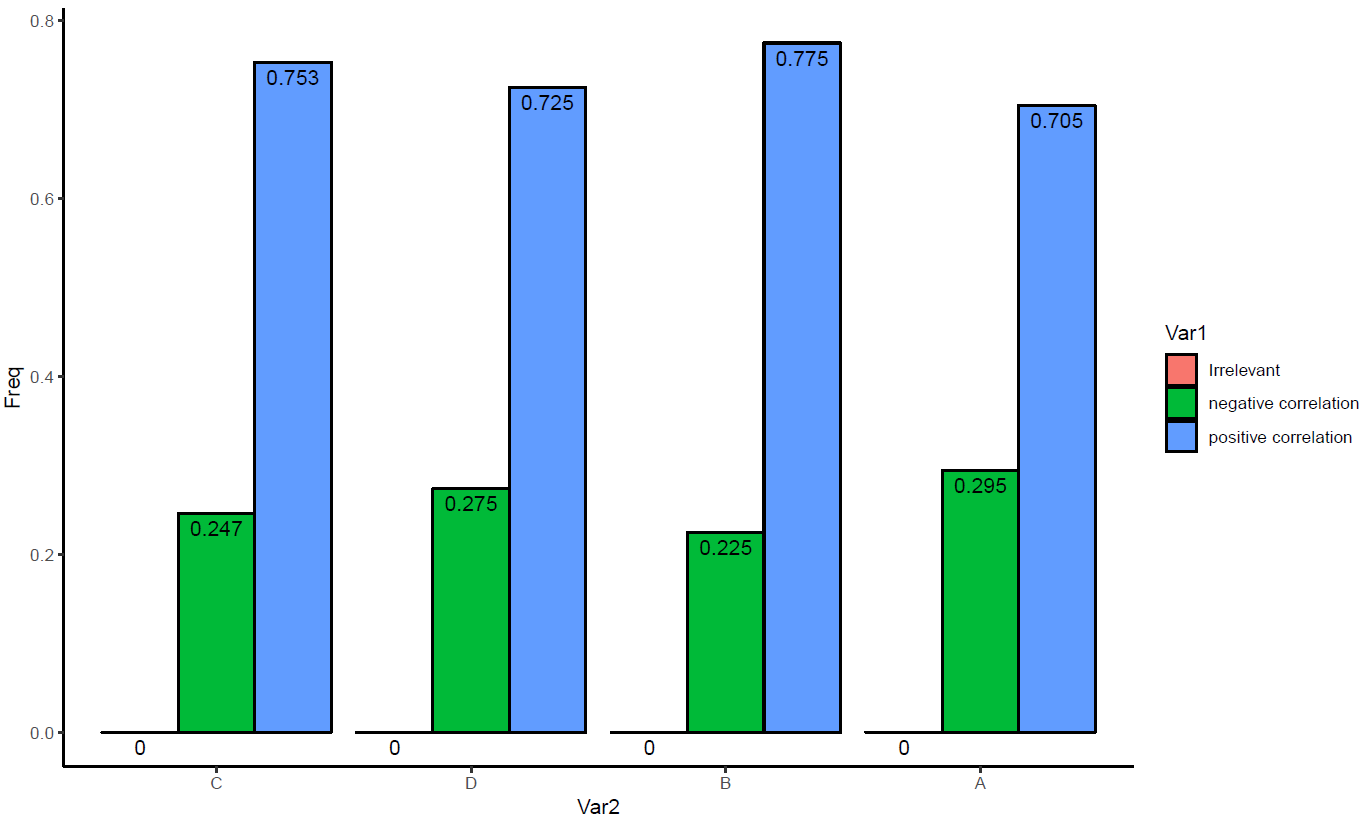 0.8
0.6
0.4
0.2
0.0
Freq
0.753
0.725
0.775
0.705
0.247
0.275
0.225
0.295
0
0
0
0
C
D
B
A
Var2
Var1
Irrelevant
negative correlation
positive correlation